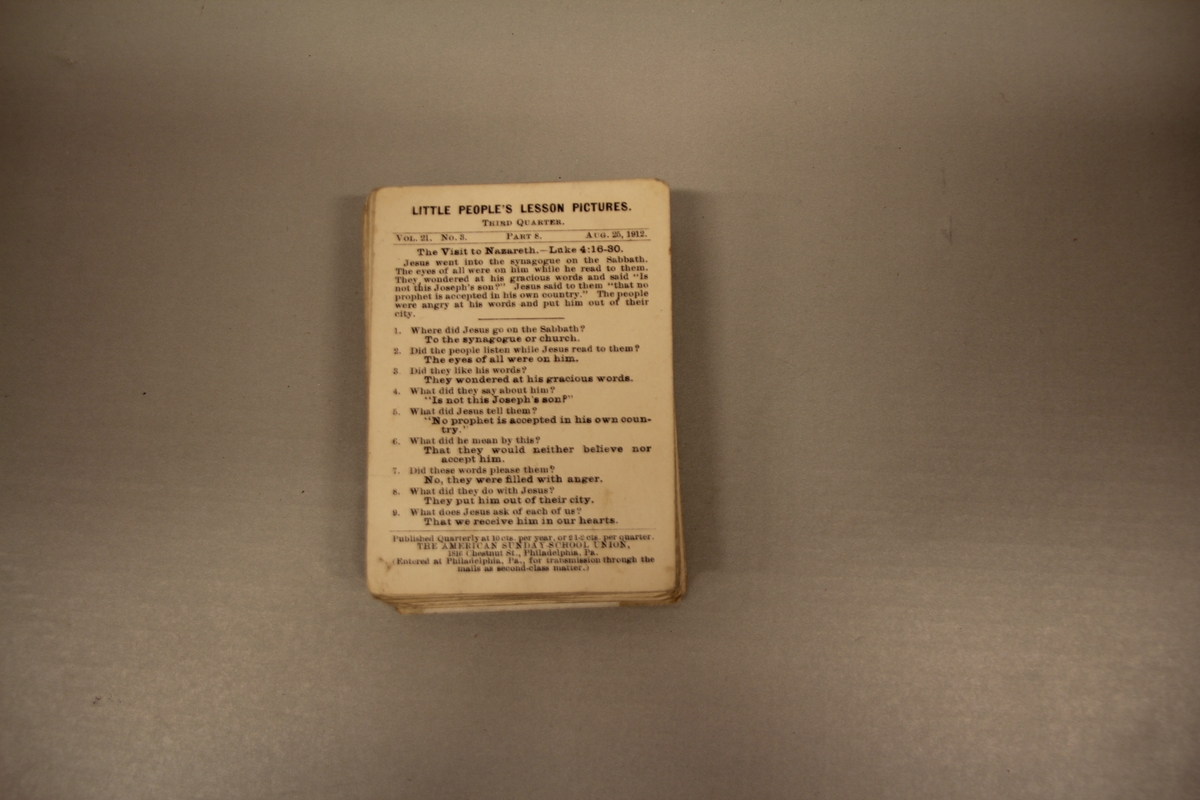 LITTLE PEOPLE'S LESSON PICTURES.
THIRD QUARTER.
VOL. 21. NO. 3. PART 8. AUG. 25, 1912.
The Visit to Nazareth.—Luke 4:16-30.
Jesus went into the synagogue on the Sabbath.
The eyes of all were on him while he read to them.
They wondered at his gracious words and said "Is
not this Joseph's son?" Jesus said to them "that no
prophet is accepted in his own country." The people
were angry at his words and put him out of their
city.
1. Where did Jesus go on the Sabbath?
To the synagogue or church.
2. Did the people listen while Jesus read to them?
The eyes of all were on him.
3. Did they like his words?
They wondered at his gracious words.
4. What did they say about him?
"Is not this Joseph's son?"
5. What did Jesus tell them?
"No prophet is accepted in his own coun-
try."
6. What did he mean by this?
That they would neither believe nor
accept him.
7. Did these words please them?
No, they were filled with anger.
8. What did they do with Jesus?
They put him out of their city.
9. What does Jesus ask of each of us?
That we receive him in our hearts.
Published Quarterly at 10 cts. per year, or 2 1-2 cts. per quarter.
THE AMERICAN SUNDAY-SCHOOL UNION,
1816 Chestnut St., Philadelphia, Pa.
(Entered at Philadelphia, Pa., for transmission through the
mails as second-class matter.)